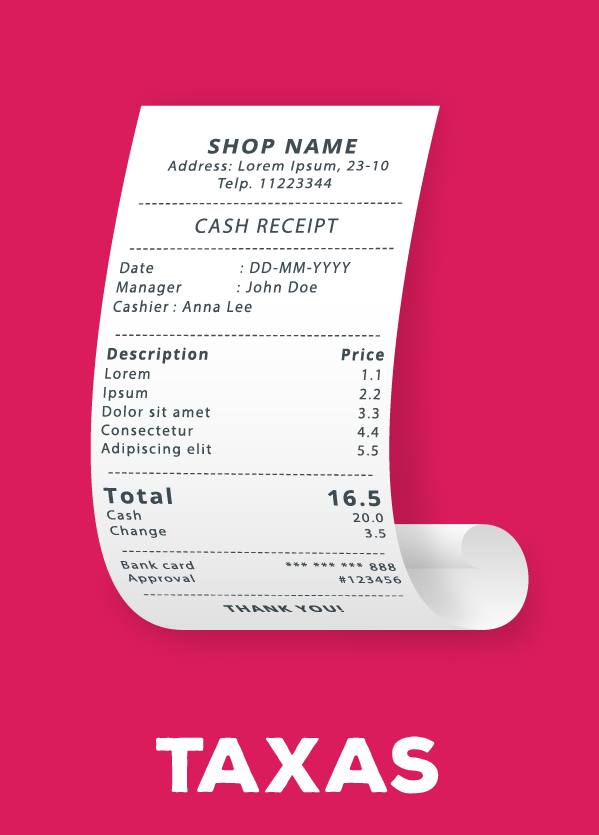 SHOP NAME
Address: Lorem Ipsum, 23-10
Telp. 11223344
CASH RECEIPT
Date : DD-MM-YYYY
Manager : John Doe
Cashier : Anna Lee
Description Price
Lorem 1.1
Ipsum 2.2
Dolor sit amet 3.3
Consectetur 4.4
Adipiscing elit 5.5
Total 16.5
Cash 20.0
Change 3.5
Bank card *** *** *** 888
Approval #123456
THANK YOU!
TAXAS